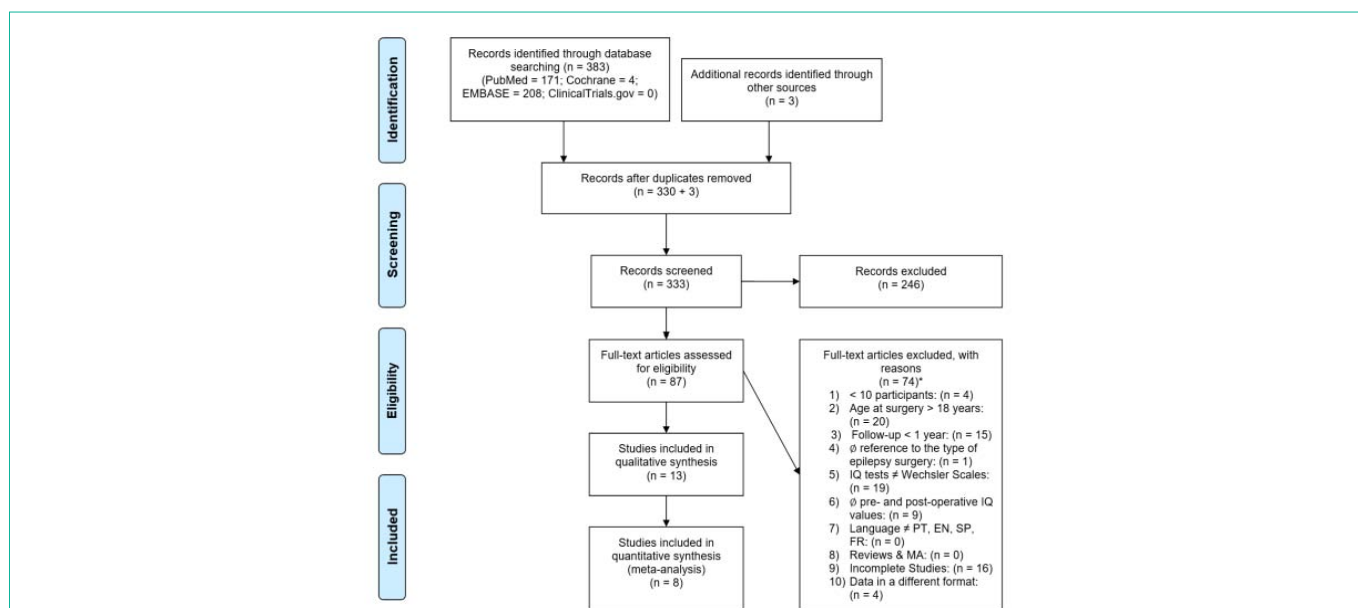 Identification
Records identified through database
searching (n = 383)
(PubMed = 171; Cochrane = 4;
EMBASE = 208; ClinicalTrials.gov = 0)
Additional records identified through
other sources
(n = 3)
Records after duplicates removed
(n = 330 + 3)
Screening
Records screened
(n = 333)
Records excluded
(n = 246)
Eligibility
Full-text articles assessed
for eligibility
(n = 87)
Full-text articles excluded, with
reasons
(n = 74)*
1) < 10 participants: (n = 4)
2) Age at surgery > 18 years:
(n = 20)
3) Follow-up < 1 year: (n = 15)
4) ø reference to the type of
epilepsy surgery: (n = 1)
5) IQ tests ≠ Wechsler Scales:
(n = 19)
6) ø pre- and post-operative IQ
values: (n = 9)
7) Language ≠ PT, EN, SP,
FR: (n = 0)
8) Reviews & MA: (n = 0)
9) Incomplete Studies: (n = 16)
10) Data in a different format:
(n = 4)
Studies included in
qualitative synthesis
(n = 13)
Included
Studies included in
quantitative synthesis
(meta-analysis)
(n = 8)